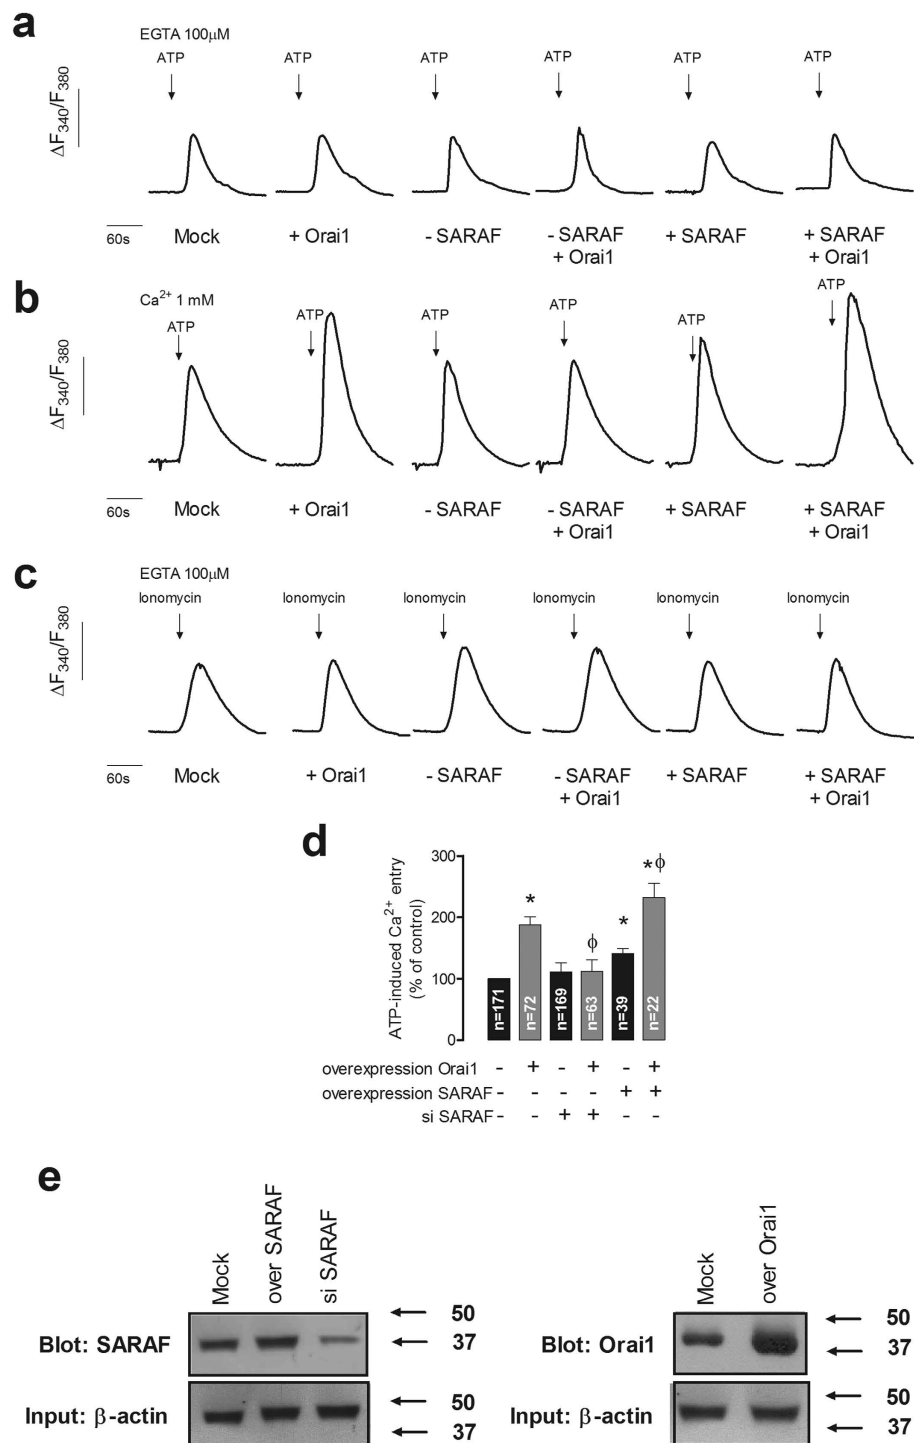 a
EGTA 100μM
ATP ATP ATP ATP ATP ATP
ΔF340/F380
60s
Mock + Orai1 - SARAF - SARAF + SARAF + SARAF
+ Orai1 + Orai1
b
Ca2+ 1 mM
ATP ATP ATP ATP ATP ATP
ΔF340/F380
60s
Mock + Orai1 - SARAF - SARAF + SARAF + SARAF
+ Orai1 + Orai1
c
EGTA 100μM
Ionomycin Ionomycin Ionomycin Ionomycin Ionomycin Ionomycin
ΔF340/F380
60s
Mock + Orai1 - SARAF - SARAF + SARAF + SARAF
+ Orai1 + Orai1
d
ATP-induced Ca2+ entry
(% of control)
300
200
100
0
* ϕ * *ϕ
n=171 n=72 n=169 n=63 n=39 n=22
overexpression Orai1 - + - + - +
overexpression SARAF - - - - + +
si SARAF - - + + - -
e
Mock over SARAF si SARAF
Blot: SARAF
50
37
Input: β-actin
50
37
Mock over Orai1
Blot: Orai1
50
37
Input: β-actin
50
37